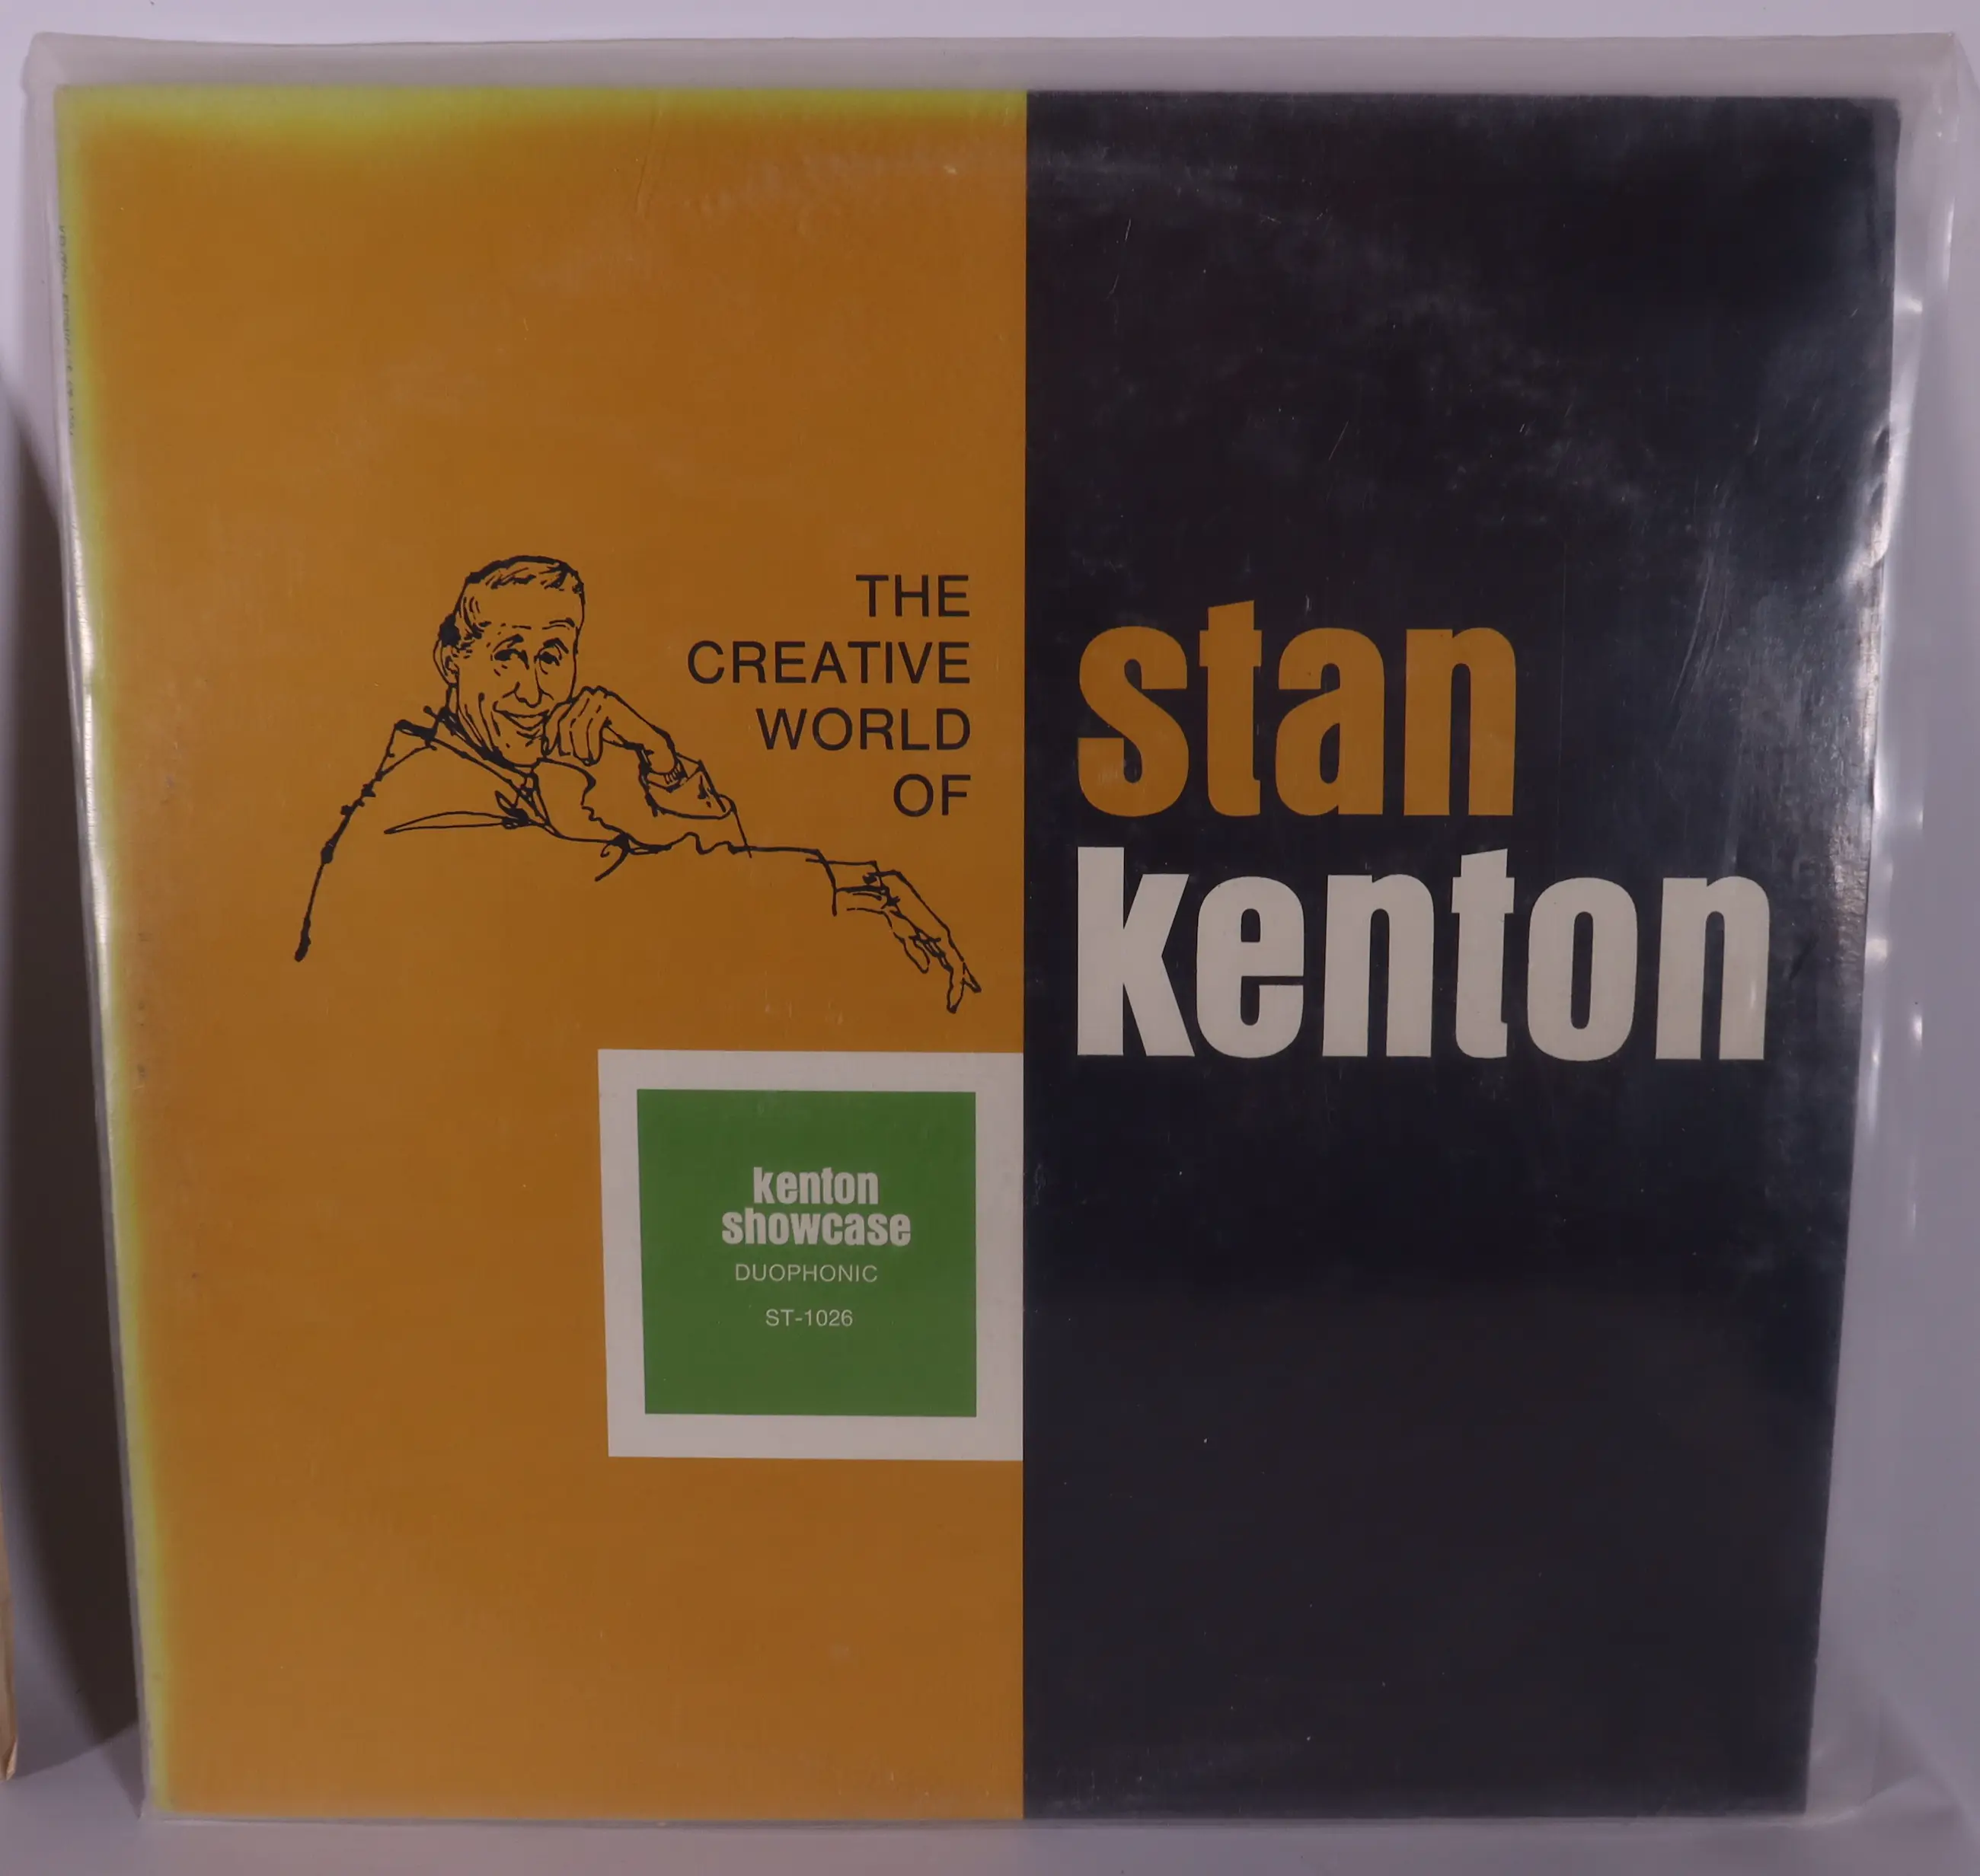 THE
CREATIVE
WORLD
OF
stan
kenton
kenton
showcase
DUOPHONIC
ST-1026